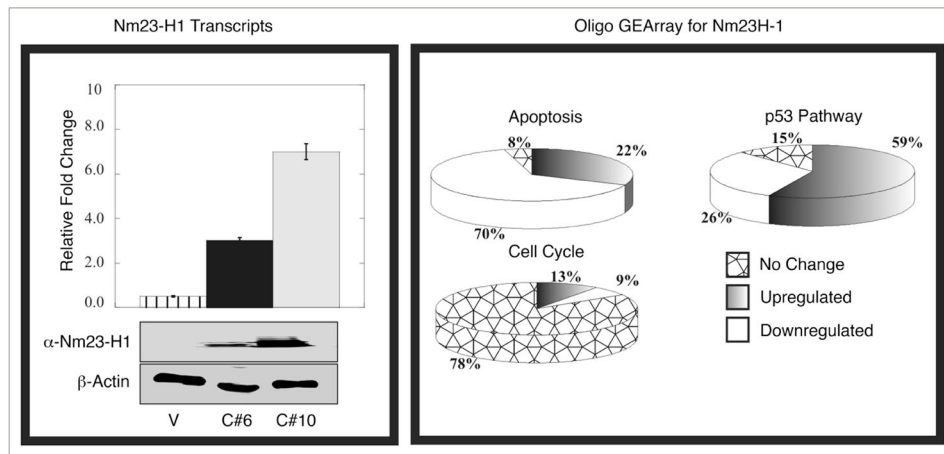 Nm23-H1 Transcripts
Relative Fold Change
10
8.0
6.0
4.0
2.0
0.0
α-Nm23-H1
β-Actin
V C#6 C#10
Oligo GEArray for Nm23H-1
Apoptosis
8%
22%
70%
p53 Pathway
15%
59%
26%
Cell Cycle
13%
9%
78%
No Change
Upregulated
Downregulated